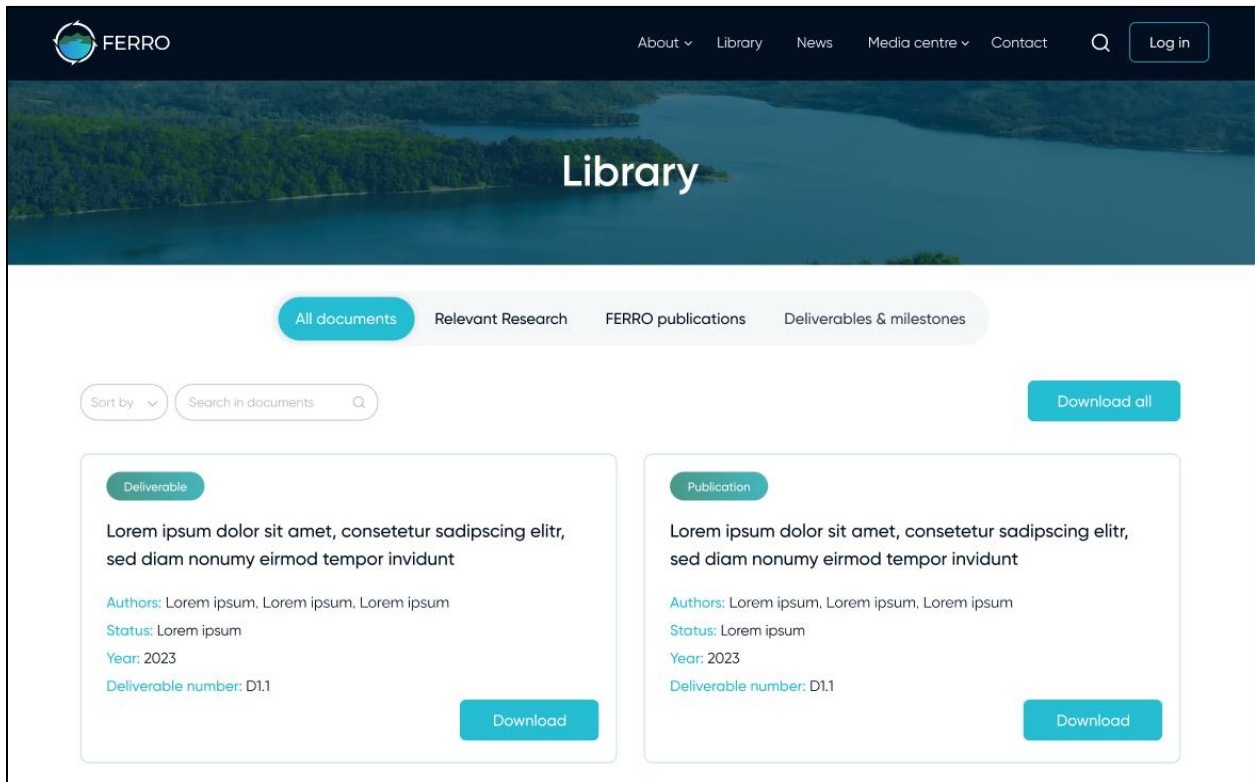 FERRO
About
Library
News
Media centre
Contact
Log in
Library
All documents
Relevant Research
FERRO publications
Deliverables & milestones
Sort by
Search in documents
Download all
Deliverable
Lorem ipsum dolor sit amet, consetetur sadipscing elitr,
sed diam nonumy eirmod tempor invidunt
Authors: Lorem ipsum, Lorem ipsum, Lorem ipsum
Status: Lorem ipsum
Year: 2023
Deliverable number: D1.1
Download
Publication
Lorem ipsum dolor sit amet, consetetur sadipscing elitr,
sed diam nonumy eirmod tempor invidunt
Authors: Lorem ipsum, Lorem ipsum, Lorem ipsum
Status: Lorem ipsum
Year: 2023
Deliverable number: D1.1
Download